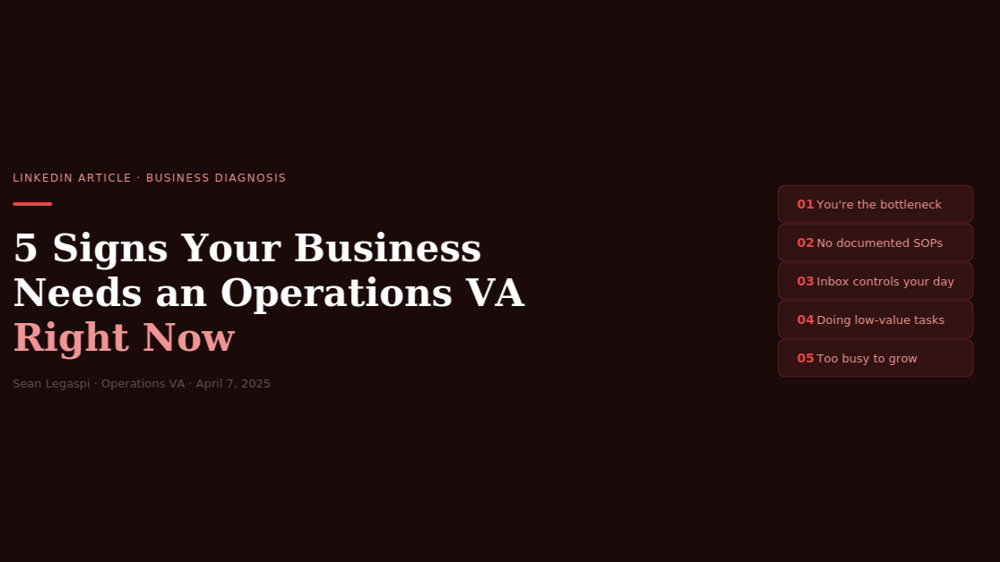 LINKEDIN ARTICLE · BUSINESS DIAGNOSIS
5 Signs Your Business
Needs an Operations VA
Right Now
Sean Legaspi · Operations VA · April 7, 2025
01 You're the bottleneck
02 No documented SOPs
03 Inbox controls your day
04 Doing low-value tasks
05 Too busy to grow